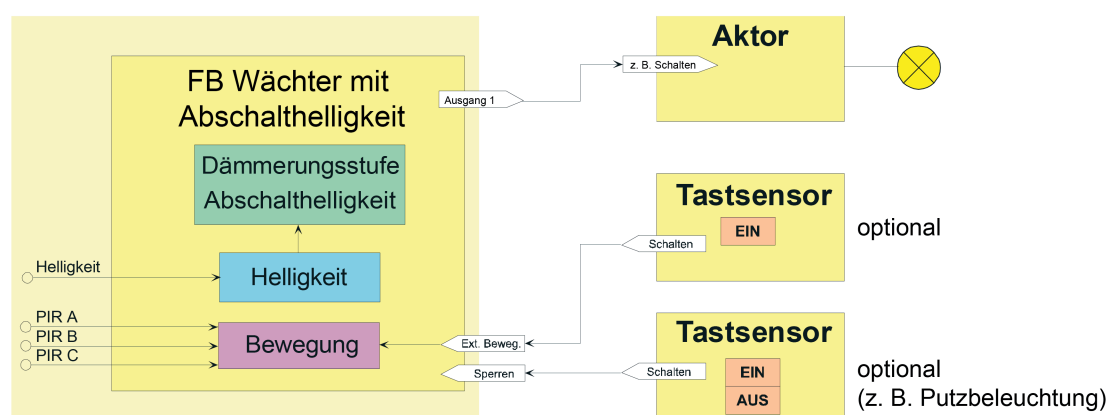 FB Wächter mit
Abschalthelligkeit
Dämmerungsstufe
Abschalthelligkeit
Helligkeit
Helligkeit
PIR A
PIR B
PIR C
Bewegung
Ausgang 1
Ext. Beweg.
Sperren
Aktor
z. B. Schalten
Tastsensor
EIN
Schalten
optional
Tastsensor
EIN
AUS
Schalten
optional
(z. B. Putzbeleuchtung)